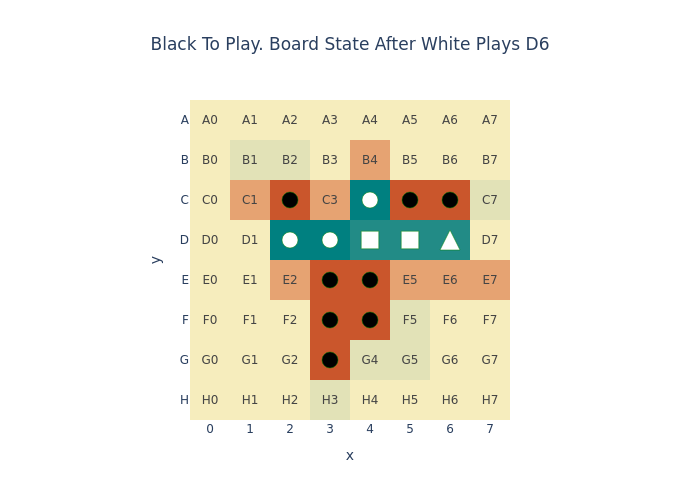 Black To Play. Board State After White Plays D6
A A0 A1 A2 A3 A4 A5 A6 A7
B B0 B1 B2 B3 B4 B5 B6 B7
C C0 C1 C3 C7
D D0 D1 D7
E E0 E1 E2 E5 E6 E7
F F0 F1 F2 F5 F6 F7
G G0 G1 G2 G4 G5 G6 G7
H H0 H1 H2 H3 H4 H5 H6 H7
0 1 2 3 4 5 6 7
x
y